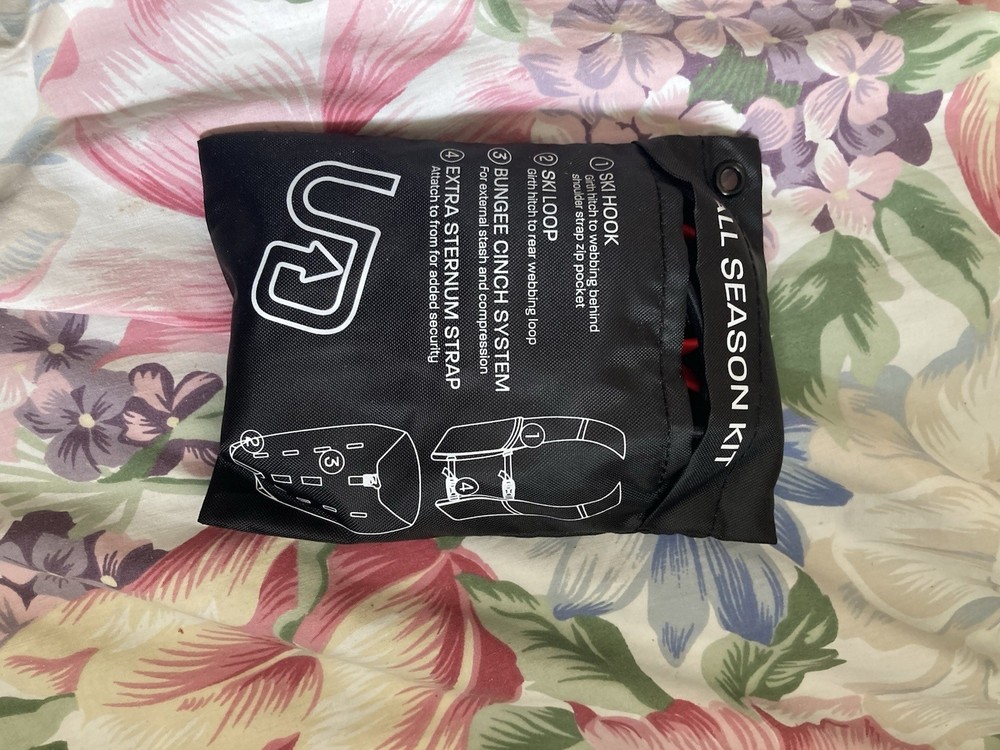 ALL SEASON KIT
① SKI HOOK
Girth hitch to webbing behind
shoulder strap zip pocket
② SKI LOOP
Girth hitch to rear webbing loop
③ BUNGEE CINCH SYSTEM
For external stash and compression
④ EXTRA STERNUM STRAP
Attatch to from for added security
①
④
③
②